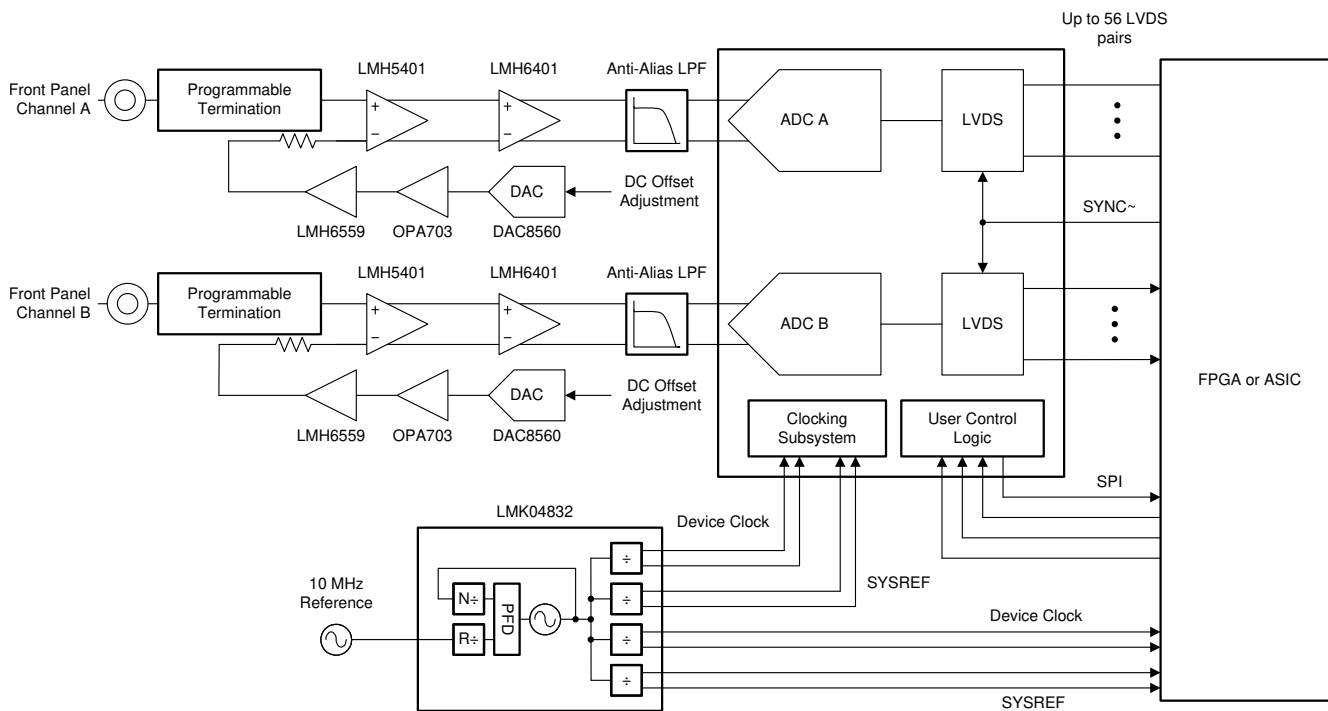 Up to 56 LVDS
pairs
LMH5401
LMH6401
Anti-Alias LPF
Front Panel
Channel A
Programmable
Termination
+
−
+
−
ADC A
LVDS
DAC
DC Offset
Adjustment
LMH6559
OPA703
DAC8560
SYNC~
LMH5401
LMH6401
Anti-Alias LPF
Front Panel
Channel B
Programmable
Termination
+
−
+
−
ADC B
LVDS
FPGA or ASIC
DAC
DC Offset
Adjustment
LMH6559
OPA703
DAC8560
Clocking
Subsystem
User Control
Logic
SPI
LMK04832
Device Clock
10 MHz
Reference
N÷
R÷
PFD
÷
÷
÷
÷
SYSREF
Device Clock
SYSREF